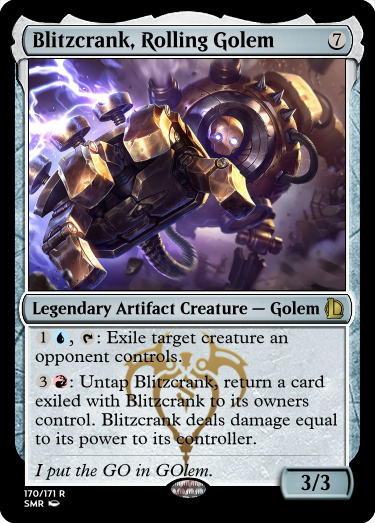 Blitzcrank, Rolling Golem 7
Legendary Artifact Creature — Golem
1 , : Exile target creature an
opponent controls.
3 : Untap Blitzcrank, return a card
exiled with Blitzcrank to its owners
control. Blitzcrank deals damage equal
to its power to its controller.
I put the GO in GOlem.
3/3
170/171 R
SMR